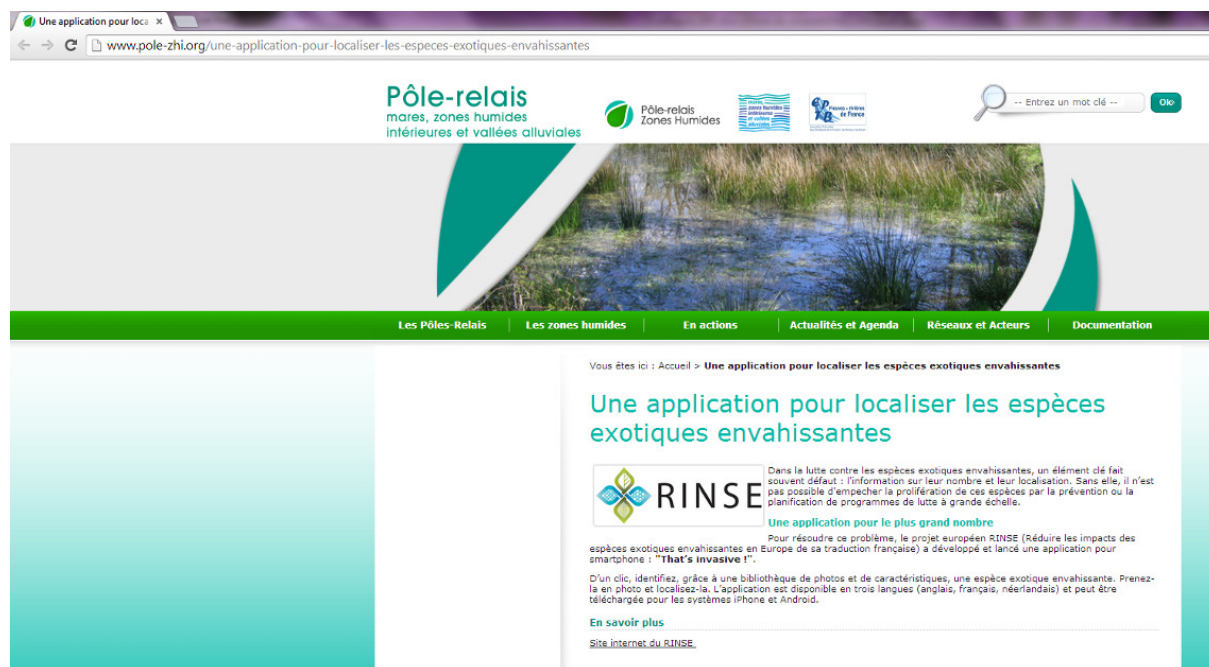 Une application pour loca
www.pole-zhi.org/une-application-pour-localiser-les-especes-exotiques-envahissantes
Pôle-relais
mares, zones humides
intérieures et vallées alluviales
Pôle-relais
Zones Humides
-- Entrez un mot clé --
Ok
Les Pôles-Relais
Les zones humides
En actions
Actualités et Agenda
Réseaux et Acteurs
Documentation
Vous êtes ici : Accueil > Une application pour localiser les espèces exotiques envahissantes
Une application pour localiser les espèces
exotiques envahissantes
RINSE
Dans la lutte contre les espèces exotiques envahissantes, un élément clé fait
souvent défaut : l'information sur leur nombre et leur localisation. Sans elle, il n'est
pas possible d'empecher la prolifération de ces espèces par la prévention ou la
planification de programmes de lutte à grande échelle.
Une application pour le plus grand nombre
Pour résoudre ce problème, le projet européen RINSE (Réduire les impacts des
espèces exotiques envahissantes en Europe de sa traduction française) a développé et lancé une application pour
smartphone : "That's invasive !".
D'un clic, identifiez, grâce à une bibliothèque de photos et de caractéristiques, une espèce exotique envahissante. Prenez-
la en photo et localisez-la. L'application est disponible en trois langues (anglais, français, néerlandais) et peut être
téléchargée pour les systèmes iPhone et Android.
En savoir plus
Site internet du RINSE